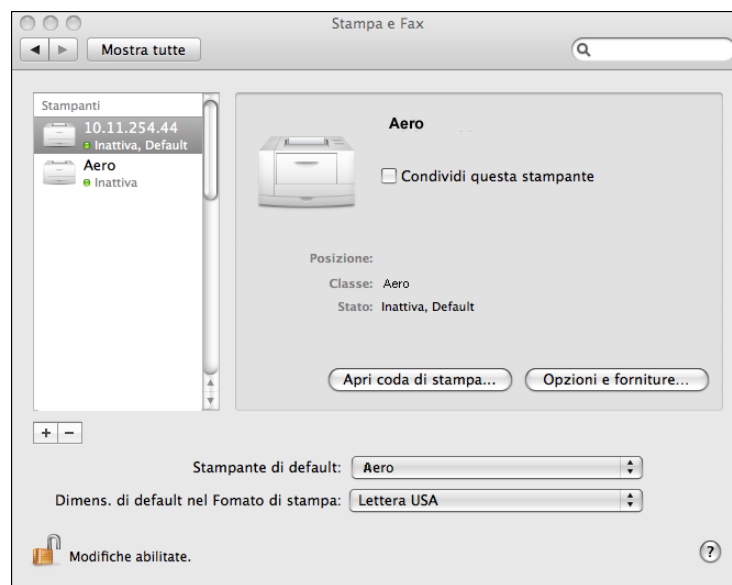 Stampa e Fax
Mostra tutte
Stampanti
10.11.254.44
Inattiva, Default
Aero
Inattiva
Aero
Condividi questa stampante
Posizione:
Classe: Aero
Stato: Inattiva, Default
Apri coda di stampa...
Opzioni e forniture...
+ −
Stampante di default: Aero
Dimens. di default nel Fomato di stampa: Lettera USA
Modifiche abilitate.
?